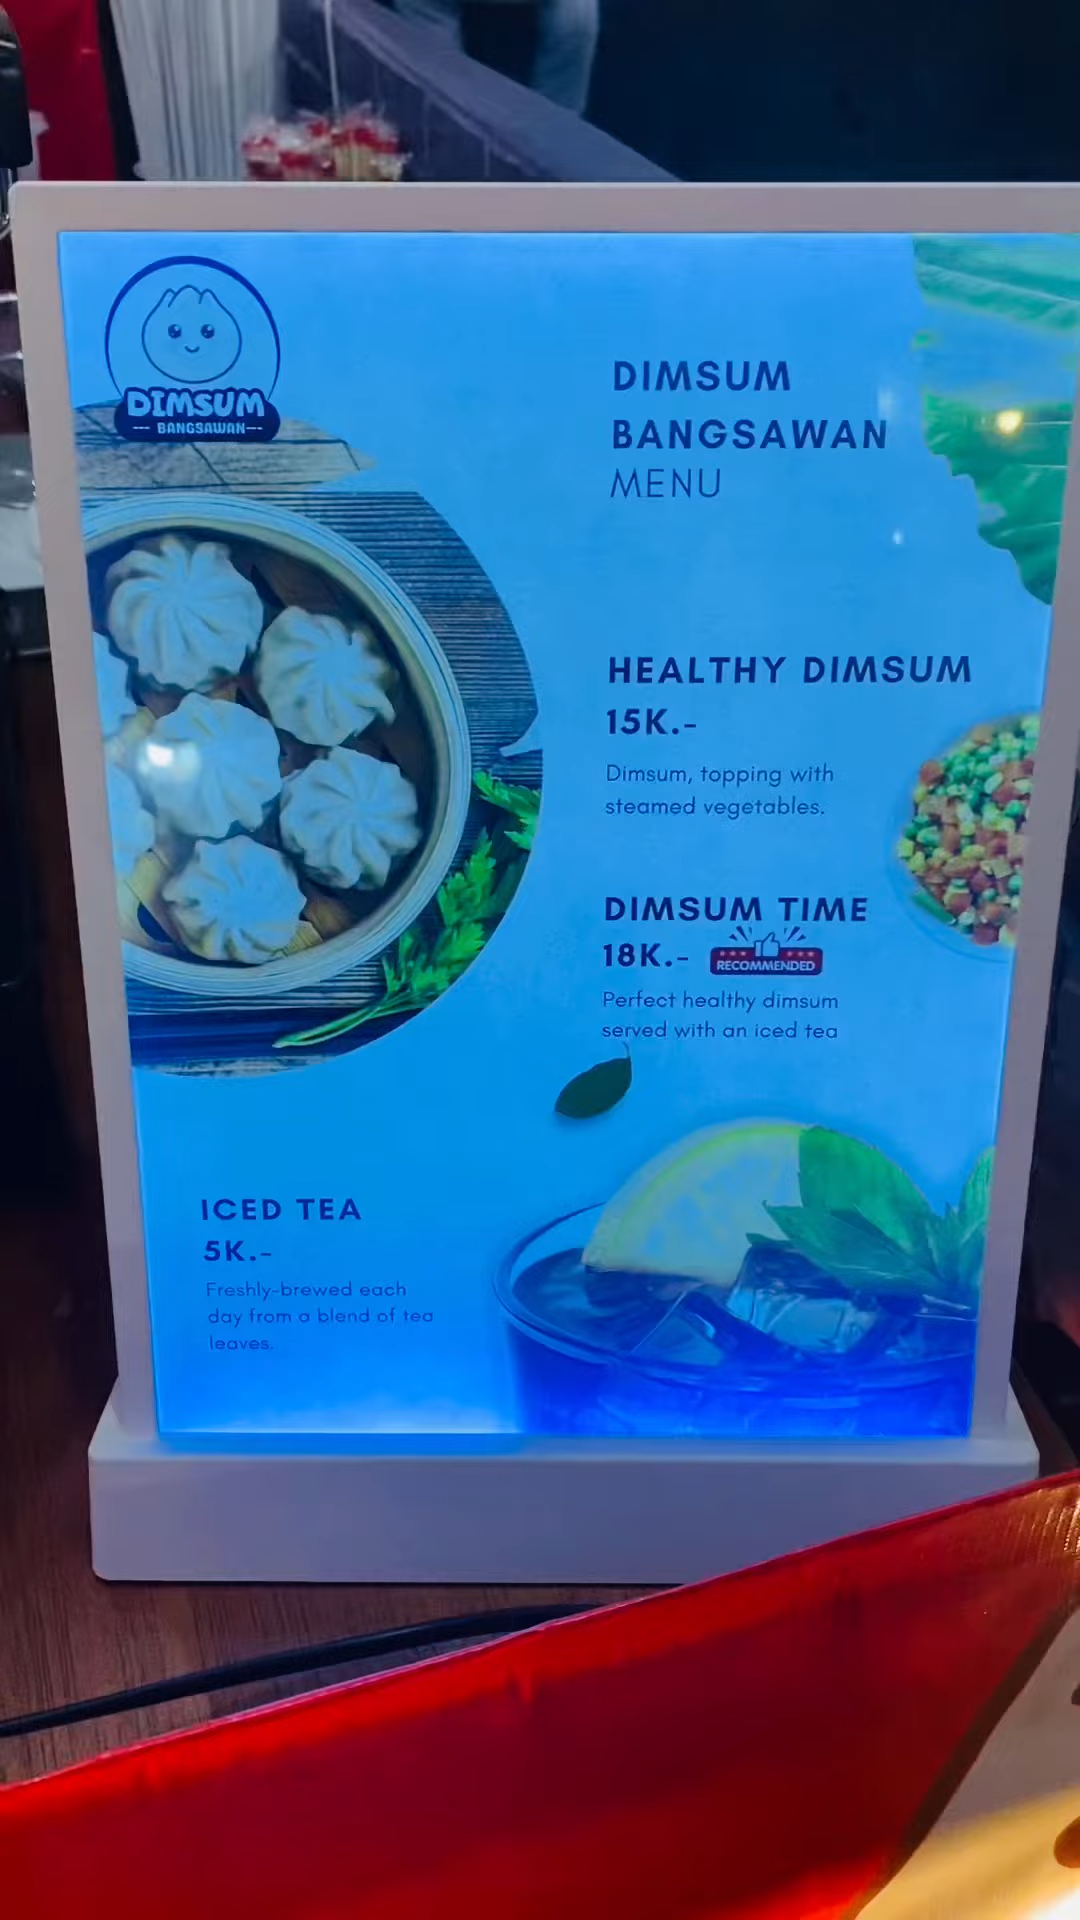 DIMSUM
BANGSAWAN
DIMSUM
BANGSAWAN
MENU
HEALTHY DIMSUM
15K.-
Dimsum, topping with
steamed vegetables.
DIMSUM TIME
18K.- RECOMMENDED
Perfect healthy dimsum
served with an iced tea
ICED TEA
5K.-
Freshly-brewed each
day from a blend of tea
leaves.